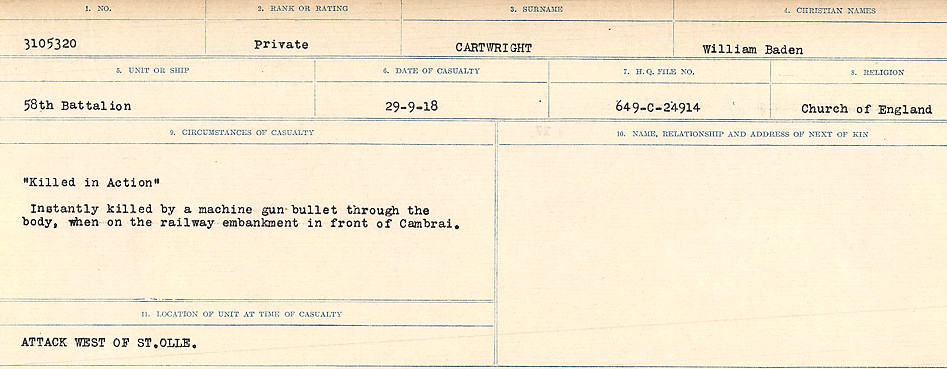 1. NO.
2. RANK OR RATING
3. SURNAME
4. CHRISTIAN NAMES
3105320
Private
CARTWRIGHT
William Baden
5. UNIT OR SHIP
6. DATE OF CASUALTY
7. H.Q. FILE NO.
8. RELIGION
58th Battalion
29-9-18
649-C-24914
Church of England
9. CIRCUMSTANCES OF CASUALTY
"Killed in Action"
Instantly killed by a machine gun bullet through the
body, when on the railway embankment in front of Cambrai.
10. NAME, RELATIONSHIP AND ADDRESS OF NEXT OF KIN
11. LOCATION OF UNIT AT TIME OF CASUALTY
ATTACK WEST OF ST.OLLE.